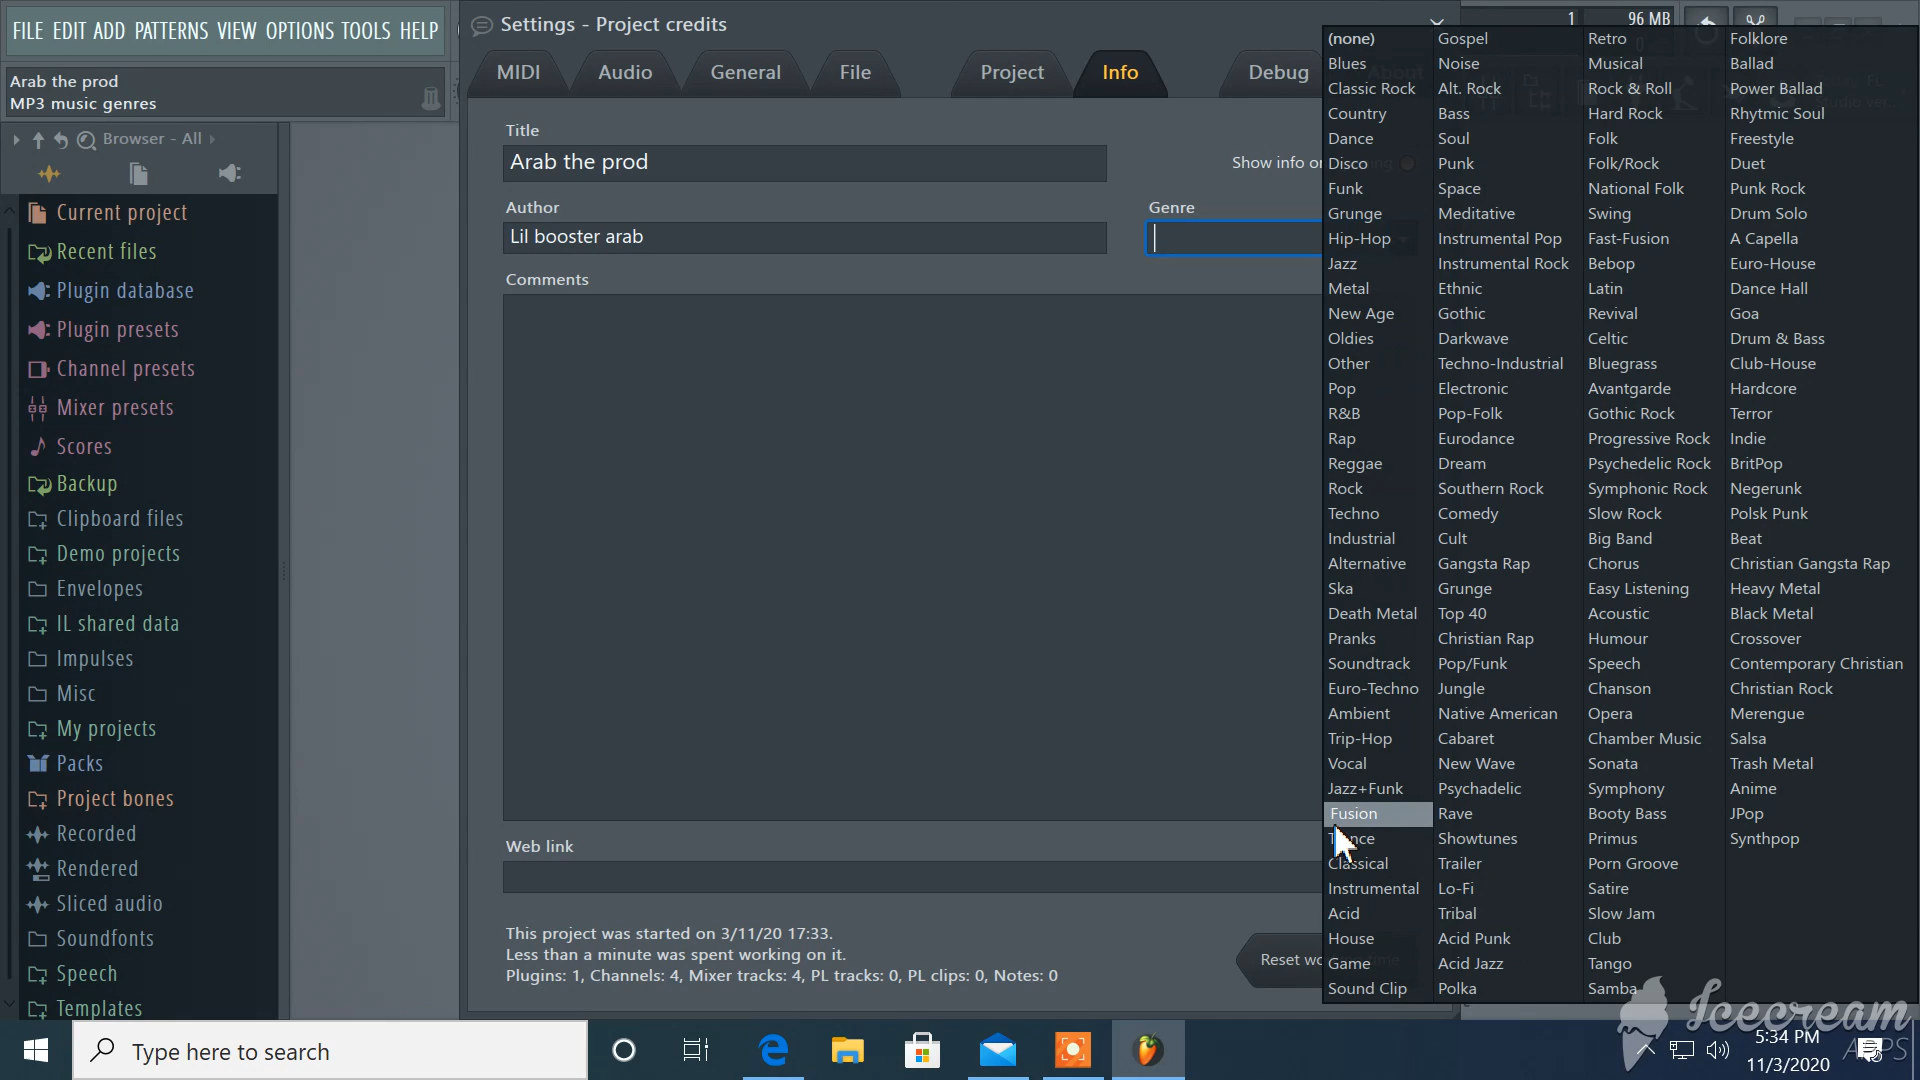 FILE EDIT ADD PATTERNS VIEW OPTIONS TOOLS HELP
Arab the prod
MP3 music genres
Browser - All
Current project
Recent files
Plugin database
Plugin presets
Channel presets
Mixer presets
Scores
Backup
Clipboard files
Demo projects
Envelopes
IL shared data
Impulses
Misc
My projects
Packs
Project bones
Recorded
Rendered
Sliced audio
Soundfonts
Speech
Templates
Settings - Project credits
MIDI
Audio
General
File
Project
Info
Debug
About
1
96 MB
0
Title
Arab the prod
Show info on
Author
Lil booster arab
Genre
Comments
Web link
This project was started on 3/11/20 17:33.
Less than a minute was spent working on it.
Plugins: 1, Channels: 4, Mixer tracks: 4, PL tracks: 0, PL clips: 0, Notes: 0
Reset wo
(none)
Blues
Classic Rock
Country
Dance
Disco
Funk
Grunge
Hip-Hop
Jazz
Metal
New Age
Oldies
Other
Pop
R&B
Rap
Reggae
Rock
Techno
Industrial
Alternative
Ska
Death Metal
Pranks
Soundtrack
Euro-Techno
Ambient
Trip-Hop
Vocal
Jazz+Funk
Fusion
Trance
Classical
Instrumental
Acid
House
Game
Sound Clip
Gospel
Noise
Alt. Rock
Bass
Soul
Punk
Space
Meditative
Instrumental Pop
Instrumental Rock
Ethnic
Gothic
Darkwave
Techno-Industrial
Electronic
Pop-Folk
Eurodance
Dream
Southern Rock
Comedy
Cult
Gangsta Rap
Grunge
Top 40
Christian Rap
Pop/Funk
Jungle
Native American
Cabaret
New Wave
Psychadelic
Rave
Showtunes
Trailer
Lo-Fi
Tribal
Acid Punk
Acid Jazz
Polka
Retro
Musical
Rock & Roll
Hard Rock
Folk
Folk/Rock
National Folk
Swing
Fast-Fusion
Bebop
Latin
Revival
Celtic
Bluegrass
Avantgarde
Gothic Rock
Progressive Rock
Psychedelic Rock
Symphonic Rock
Slow Rock
Big Band
Chorus
Easy Listening
Acoustic
Humour
Speech
Chanson
Opera
Chamber Music
Sonata
Symphony
Booty Bass
Primus
Porn Groove
Satire
Slow Jam
Club
Tango
Samba
Folklore
Ballad
Power Ballad
Rhytmic Soul
Freestyle
Duet
Punk Rock
Drum Solo
A Capella
Euro-House
Dance Hall
Goa
Drum & Bass
Club-House
Hardcore
Terror
Indie
BritPop
Negerunk
Polsk Punk
Beat
Christian Gangsta Rap
Heavy Metal
Black Metal
Crossover
Contemporary Christian
Christian Rock
Merengue
Salsa
Trash Metal
Anime
JPop
Synthpop
Icecream
APPS
Type here to search
5:34 PM
11/3/2020